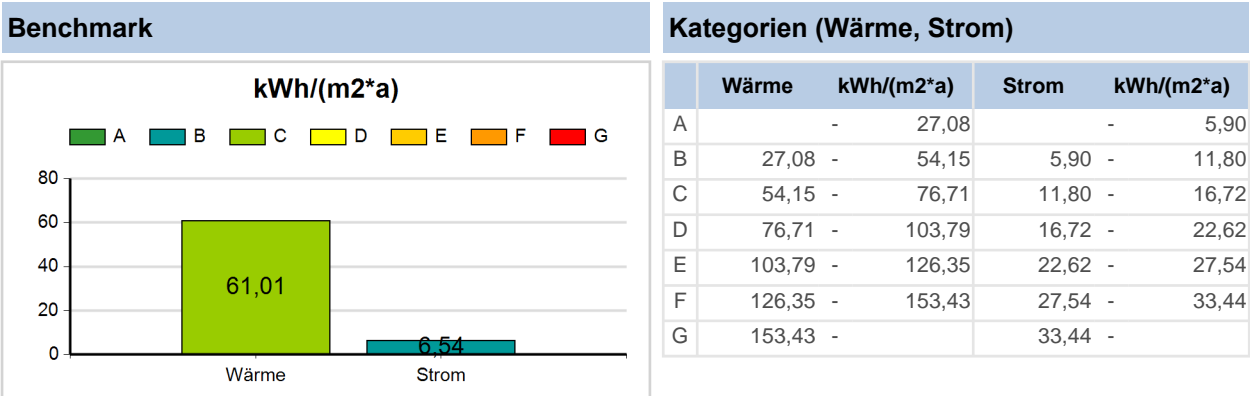 Benchmark
kWh/(m2*a)
A B C D E F G
80
60
40
20
0
61,01
6,54
Wärme Strom
Kategorien (Wärme, Strom)
Wärme kWh/(m2*a) Strom kWh/(m2*a)
A - 27,08 - 5,90
B 27,08 - 54,15 5,90 - 11,80
C 54,15 - 76,71 11,80 - 16,72
D 76,71 - 103,79 16,72 - 22,62
E 103,79 - 126,35 22,62 - 27,54
F 126,35 - 153,43 27,54 - 33,44
G 153,43 - 33,44 -